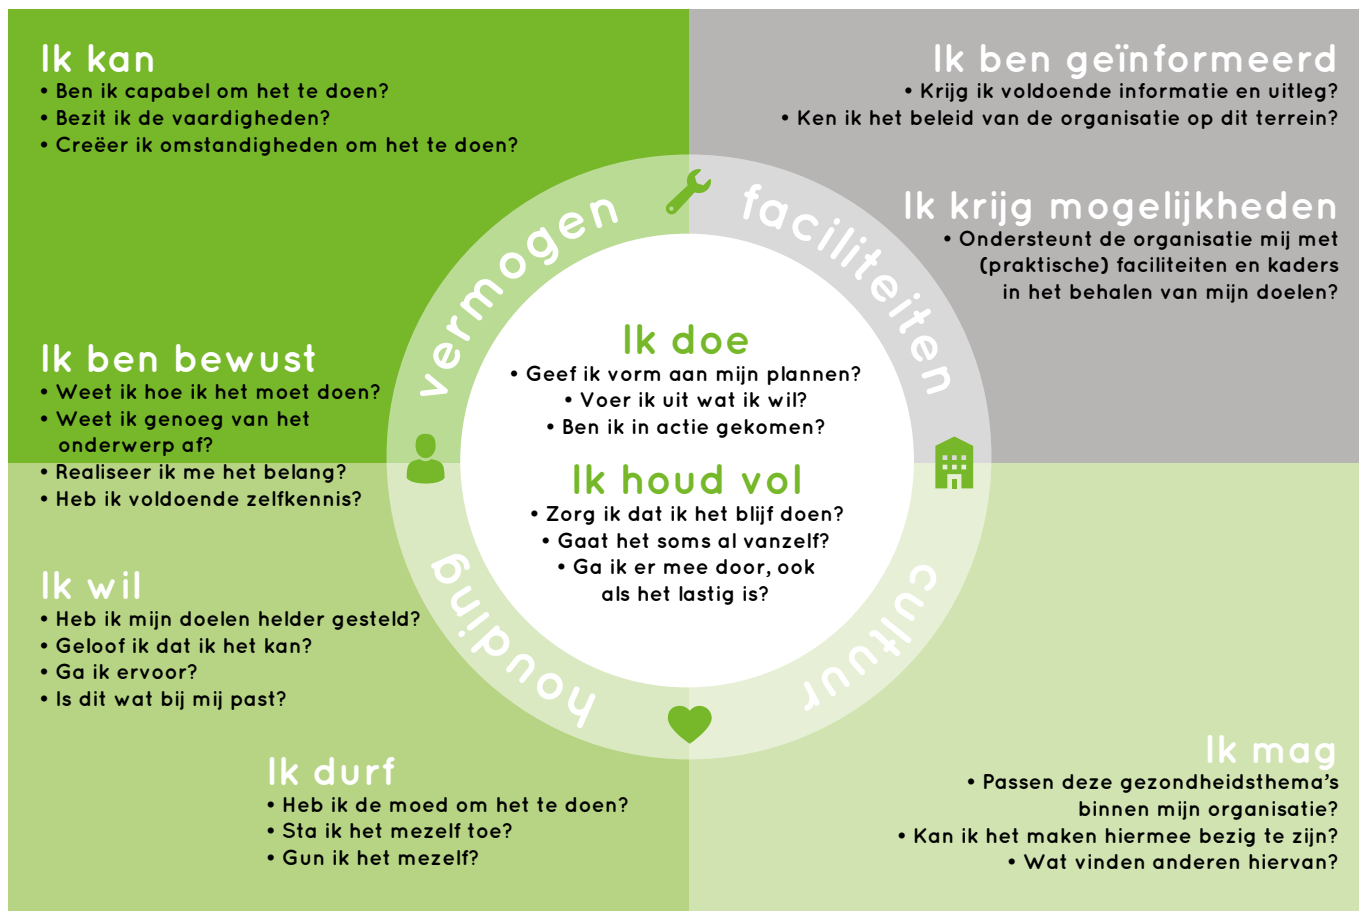 Ik kan
• Ben ik capabel om het te doen?
• Bezit ik de vaardigheden?
• Creëer ik omstandigheden om het te doen?
Ik ben geïnformeerd
• Krijg ik voldoende informatie en uitleg?
• Ken ik het beleid van de organisatie op dit terrein?
Ik krijg mogelijkheden
• Ondersteunt de organisatie mij met
(praktische) faciliteiten en kaders
in het behalen van mijn doelen?
vermogen
faciliteiten
Ik ben bewust
• Weet ik hoe ik het moet doen?
• Weet ik genoeg van het
onderwerp af?
• Realiseer ik me het belang?
• Heb ik voldoende zelfkennis?
Ik doe
• Geef ik vorm aan mijn plannen?
• Voer ik uit wat ik wil?
• Ben ik in actie gekomen?
Ik houd vol
• Zorg ik dat ik het blijf doen?
• Gaat het soms al vanzelf?
• Ga ik er mee door, ook
als het lastig is?
houding
cultuur
Ik wil
• Heb ik mijn doelen helder gesteld?
• Geloof ik dat ik het kan?
• Ga ik ervoor?
• Is dit wat bij mij past?
Ik durf
• Heb ik de moed om het te doen?
• Sta ik het mezelf toe?
• Gun ik het mezelf?
Ik mag
• Passen deze gezondheidsthema's
binnen mijn organisatie?
• Kan ik het maken hiermee bezig te zijn?
• Wat vinden anderen hiervan?